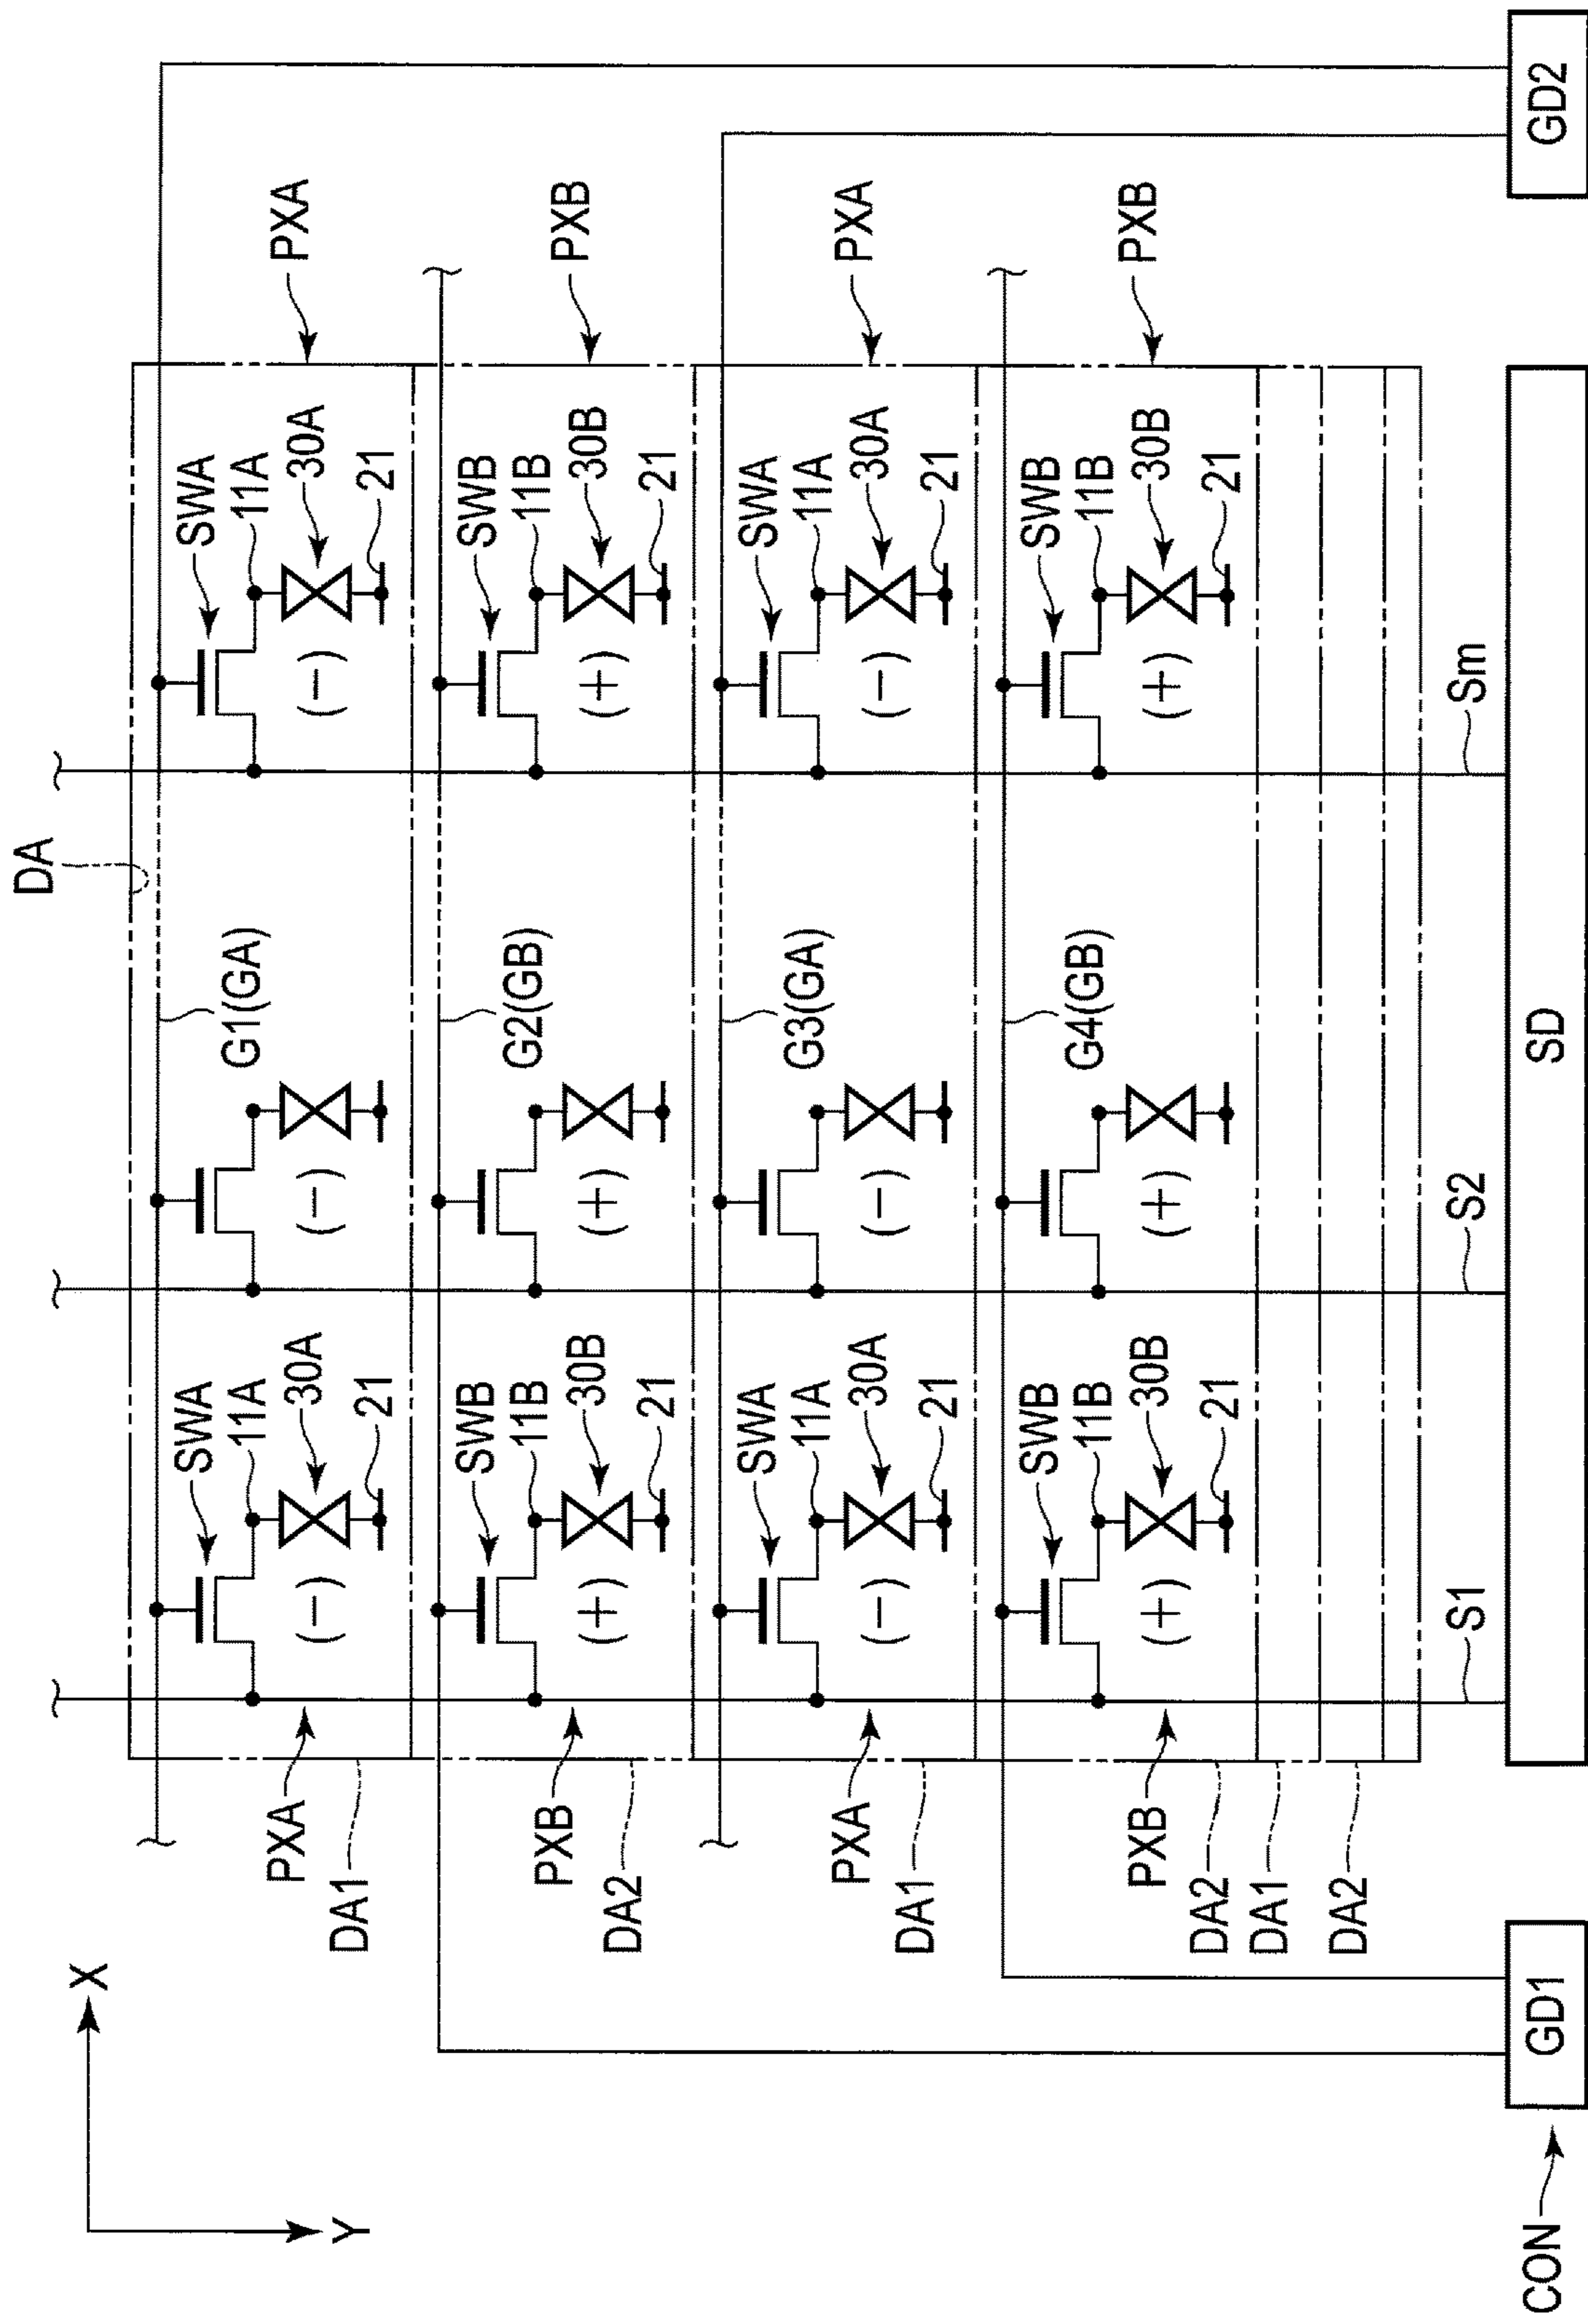 DA
X
SWA SWA
11A G1(GA) 11A
PXA 30A 30A PXA
(−) (−) (−)
Y DA1 21 21
SWB SWB
11B G2(GB) 11B
PXB 30B 30B PXB
(+) (+) (+)
DA2 21 21
SWA SWA
11A G3(GA) 11A
PXA 30A 30A PXA
(−) (−) (−)
DA1 21 21
SWB SWB
11B G4(GB) 11B
PXB 30B 30B PXB
(+) (+) (+)
DA2 21 21
DA1
DA2
S1 S2 Sm
CON GD1 SD GD2